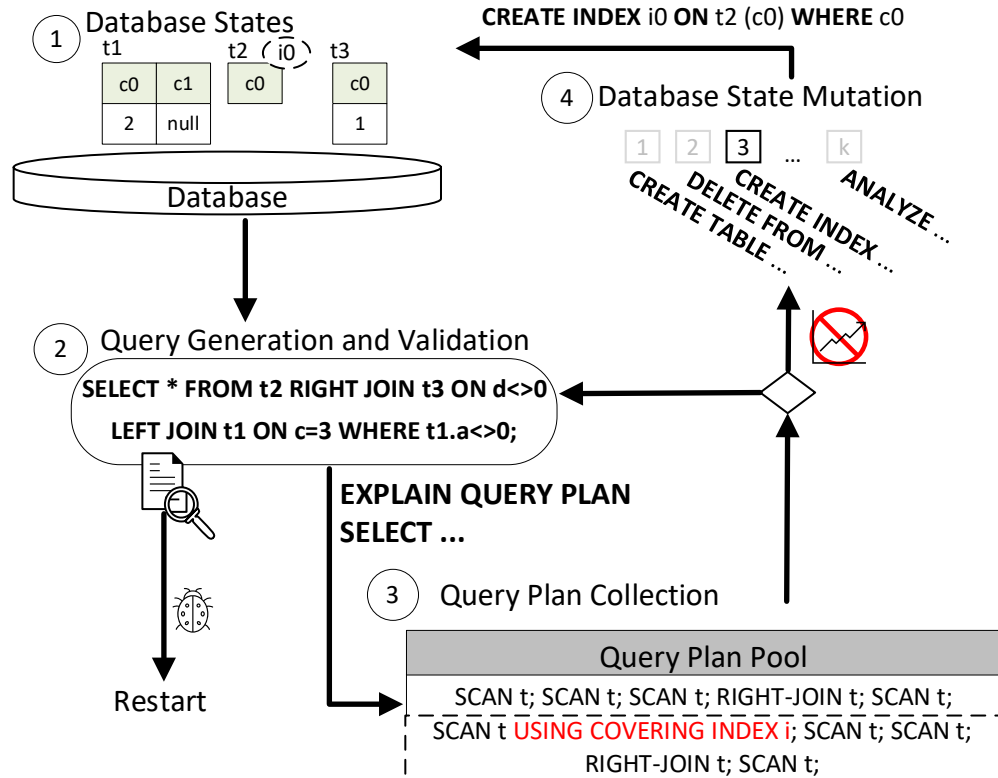 CREATE INDEX i0 ON t2 (c0) WHERE c0
1 Database States
t1 t2 i0 t3
c0 c1 c0 c0
2 null 1
Database
4 Database State Mutation
1 2 3 ... k
CREATE TABLE ...
DELETE FROM ...
CREATE INDEX ...
ANALYZE ...
2 Query Generation and Validation
SELECT * FROM t2 RIGHT JOIN t3 ON d<>0
LEFT JOIN t1 ON c=3 WHERE t1.a<>0;
EXPLAIN QUERY PLAN
SELECT ...
3 Query Plan Collection
Restart
Query Plan Pool
SCAN t; SCAN t; SCAN t; RIGHT-JOIN t; SCAN t;
SCAN t USING COVERING INDEX i; SCAN t; SCAN t;
RIGHT-JOIN t; SCAN t;